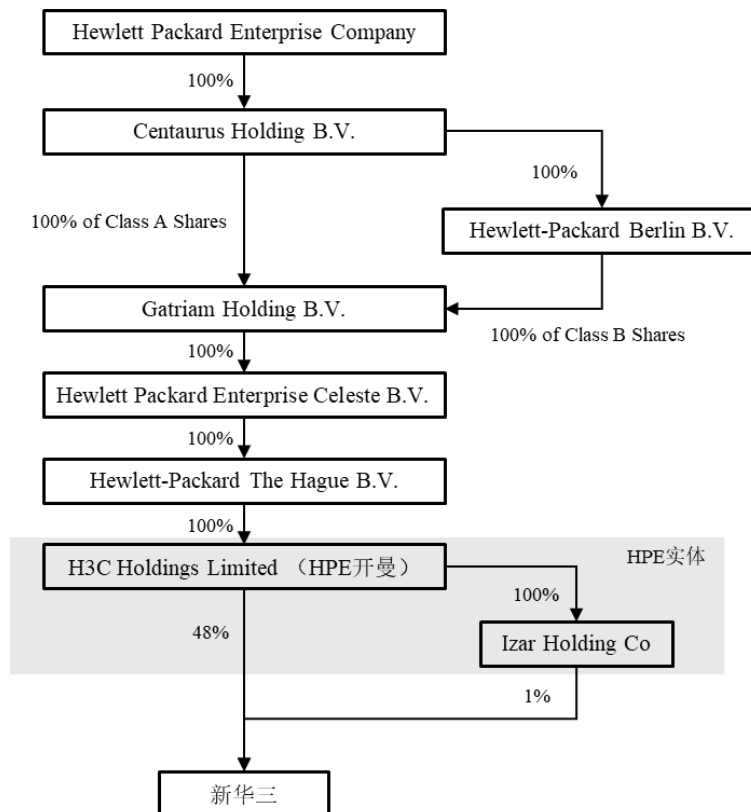 Hewlett Packard Enterprise Company
100%
Centaurus Holding B.V.
100%
100% of Class A Shares
Hewlett-Packard Berlin B.V.
Gatriam Holding B.V.
100% of Class B Shares
100%
Hewlett Packard Enterprise Celeste B.V.
100%
Hewlett-Packard The Hague B.V.
100%
H3C Holdings Limited （HPE开曼）
HPE实体
100%
48%
Izar Holding Co
1%
新华三